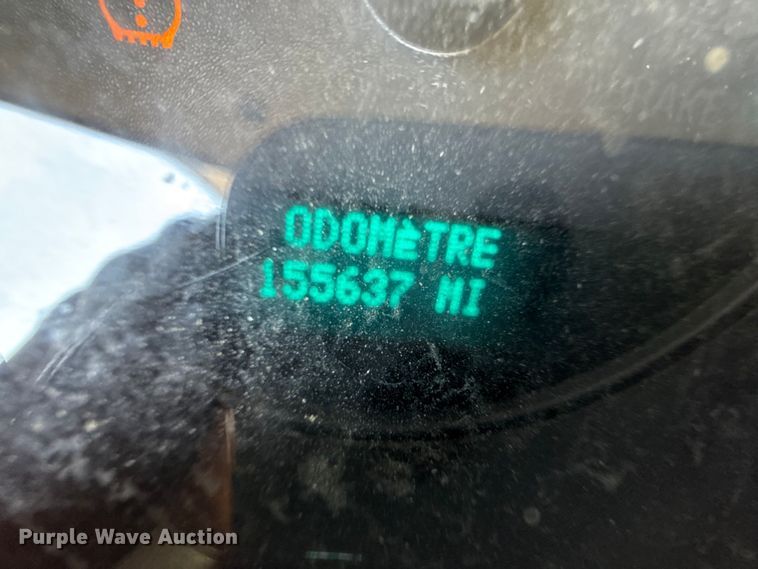 ODOMèTRE
155637 MI
Purple Wave Auction